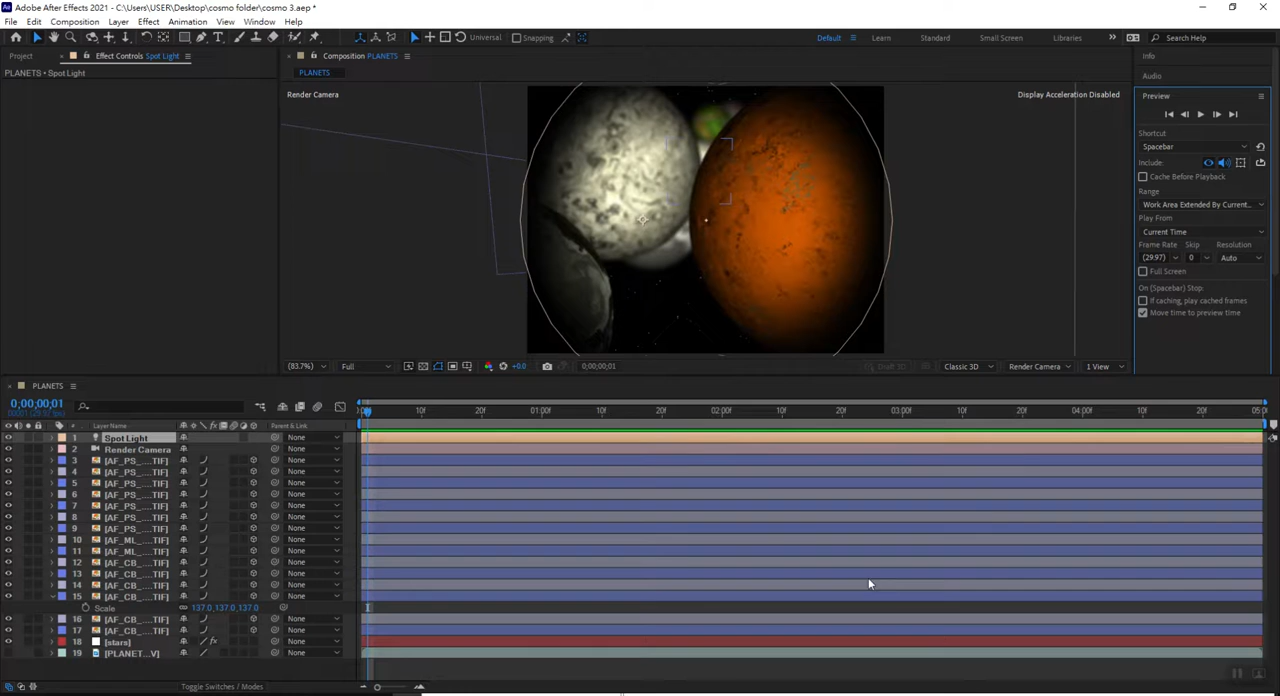 Adobe After Effects 2021 - C:\Users\USER\Desktop\cosmo folder\cosmo 3.aep *
File Edit Composition Layer Effect Animation View Window Help
Universal Snapping Default Learn Standard Small Screen Libraries Search Help
Project Effect Controls Spot Light Composition PLANETS Info
PLANETS • Spot Light PLANETS Audio
Render Camera Display Acceleration Disabled Preview
Shortcut
Spacebar
Include:
Cache Before Playback
Range
Work Area Extended By Current...
Play From
Current Time
Frame Rate Skip Resolution
(29.97) 0 Auto
Full Screen
On (Spacebar) Stop:
If caching, play cached frames
Move time to preview time
(83.7%) Full +0.0 0;00;00;01 Draft 3D Classic 3D Render Camera 1 View
PLANETS
0;00;00;01
00001 (29.97 fps)
10f 20f 01:00f 10f 20f 02:00f 10f 20f 03:00f 10f 20f 04:00f 10f 20f 05:0
# Layer Name Parent & Link
1 Spot Light None
2 Render Camera None
3 [AF_PS_....TIF] None
4 [AF_PS_....TIF] None
5 [AF_PS_....TIF] None
6 [AF_PS_....TIF] None
7 [AF_PS_....TIF] None
8 [AF_PS_....TIF] None
9 [AF_PS_....TIF] None
10 [AF_ML_....TIF] None
11 [AF_ML_....TIF] None
12 [AF_CB_....TIF] None
13 [AF_CB_....TIF] None
14 [AF_CB_....TIF] None
15 [AF_CB_....TIF] None
Scale 137.0,137.0,137.0
16 [AF_CB_....TIF] None
17 [AF_CB_....TIF] None
18 [stars] None
19 [PLANET...V] None
Toggle Switches / Modes